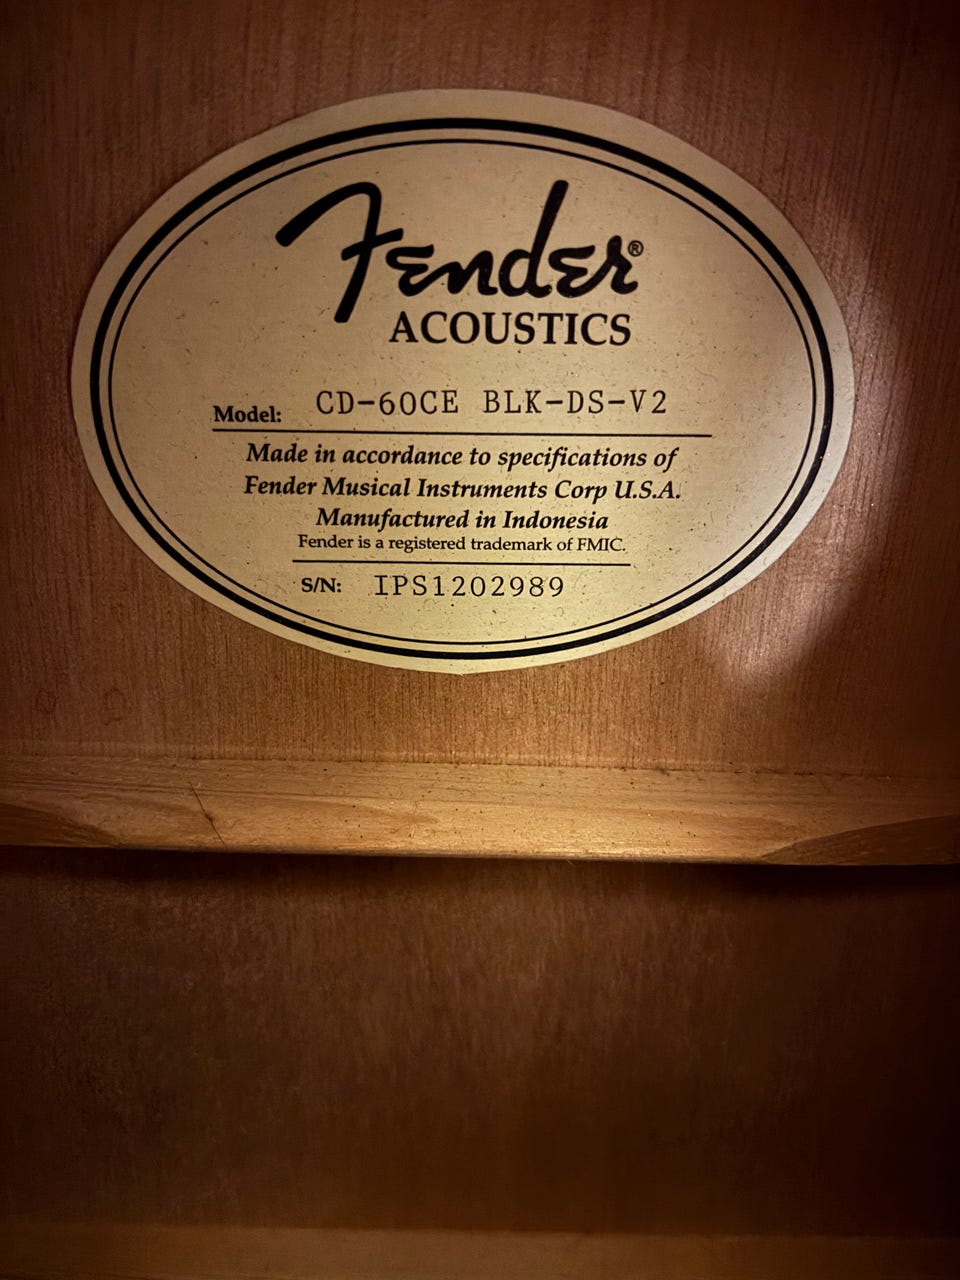 Fender®
ACOUSTICS
Model: CD-60CE BLK-DS-V2
Made in accordance to specifications of
Fender Musical Instruments Corp U.S.A.
Manufactured in Indonesia
Fender is a registered trademark of FMIC.
S/N: IPS1202989